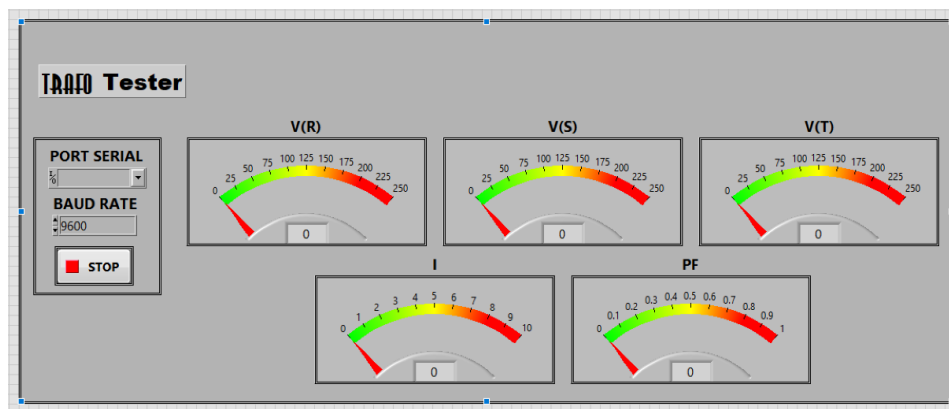 TRAFO Tester
PORT SERIAL
I/O
BAUD RATE
9600
STOP
V(R)
0 25 50 75 100 125 150 175 200 225 250
0
V(S)
0 25 50 75 100 125 150 175 200 225 250
0
V(T)
0 25 50 75 100 125 150 175 200 225 250
0
I
0 1 2 3 4 5 6 7 8 9 10
0
PF
0 0.1 0.2 0.3 0.4 0.5 0.6 0.7 0.8 0.9 1
0